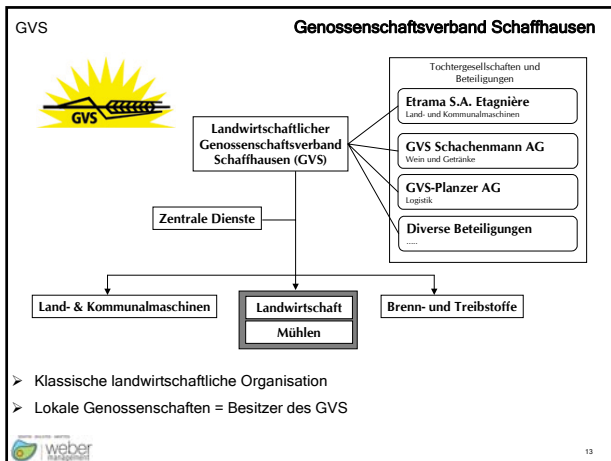 GVS
Genossenschaftsverband Schaffhausen
GVS
Tochtergesellschaften und
Beteiligungen
Etrama S.A. Etagnière
Land- und Kommunalmaschinen
GVS Schachenmann AG
Wein und Getränke
GVS-Planzer AG
Logistik
Diverse Beteiligungen
.....
Landwirtschaftlicher
Genossenschaftsverband
Schaffhausen (GVS)
Zentrale Dienste
Land- & Kommunalmaschinen
Landwirtschaft
Mühlen
Brenn- und Treibstoffe
➢ Klassische landwirtschaftliche Organisation
➢ Lokale Genossenschaften = Besitzer des GVS
weber
management
13